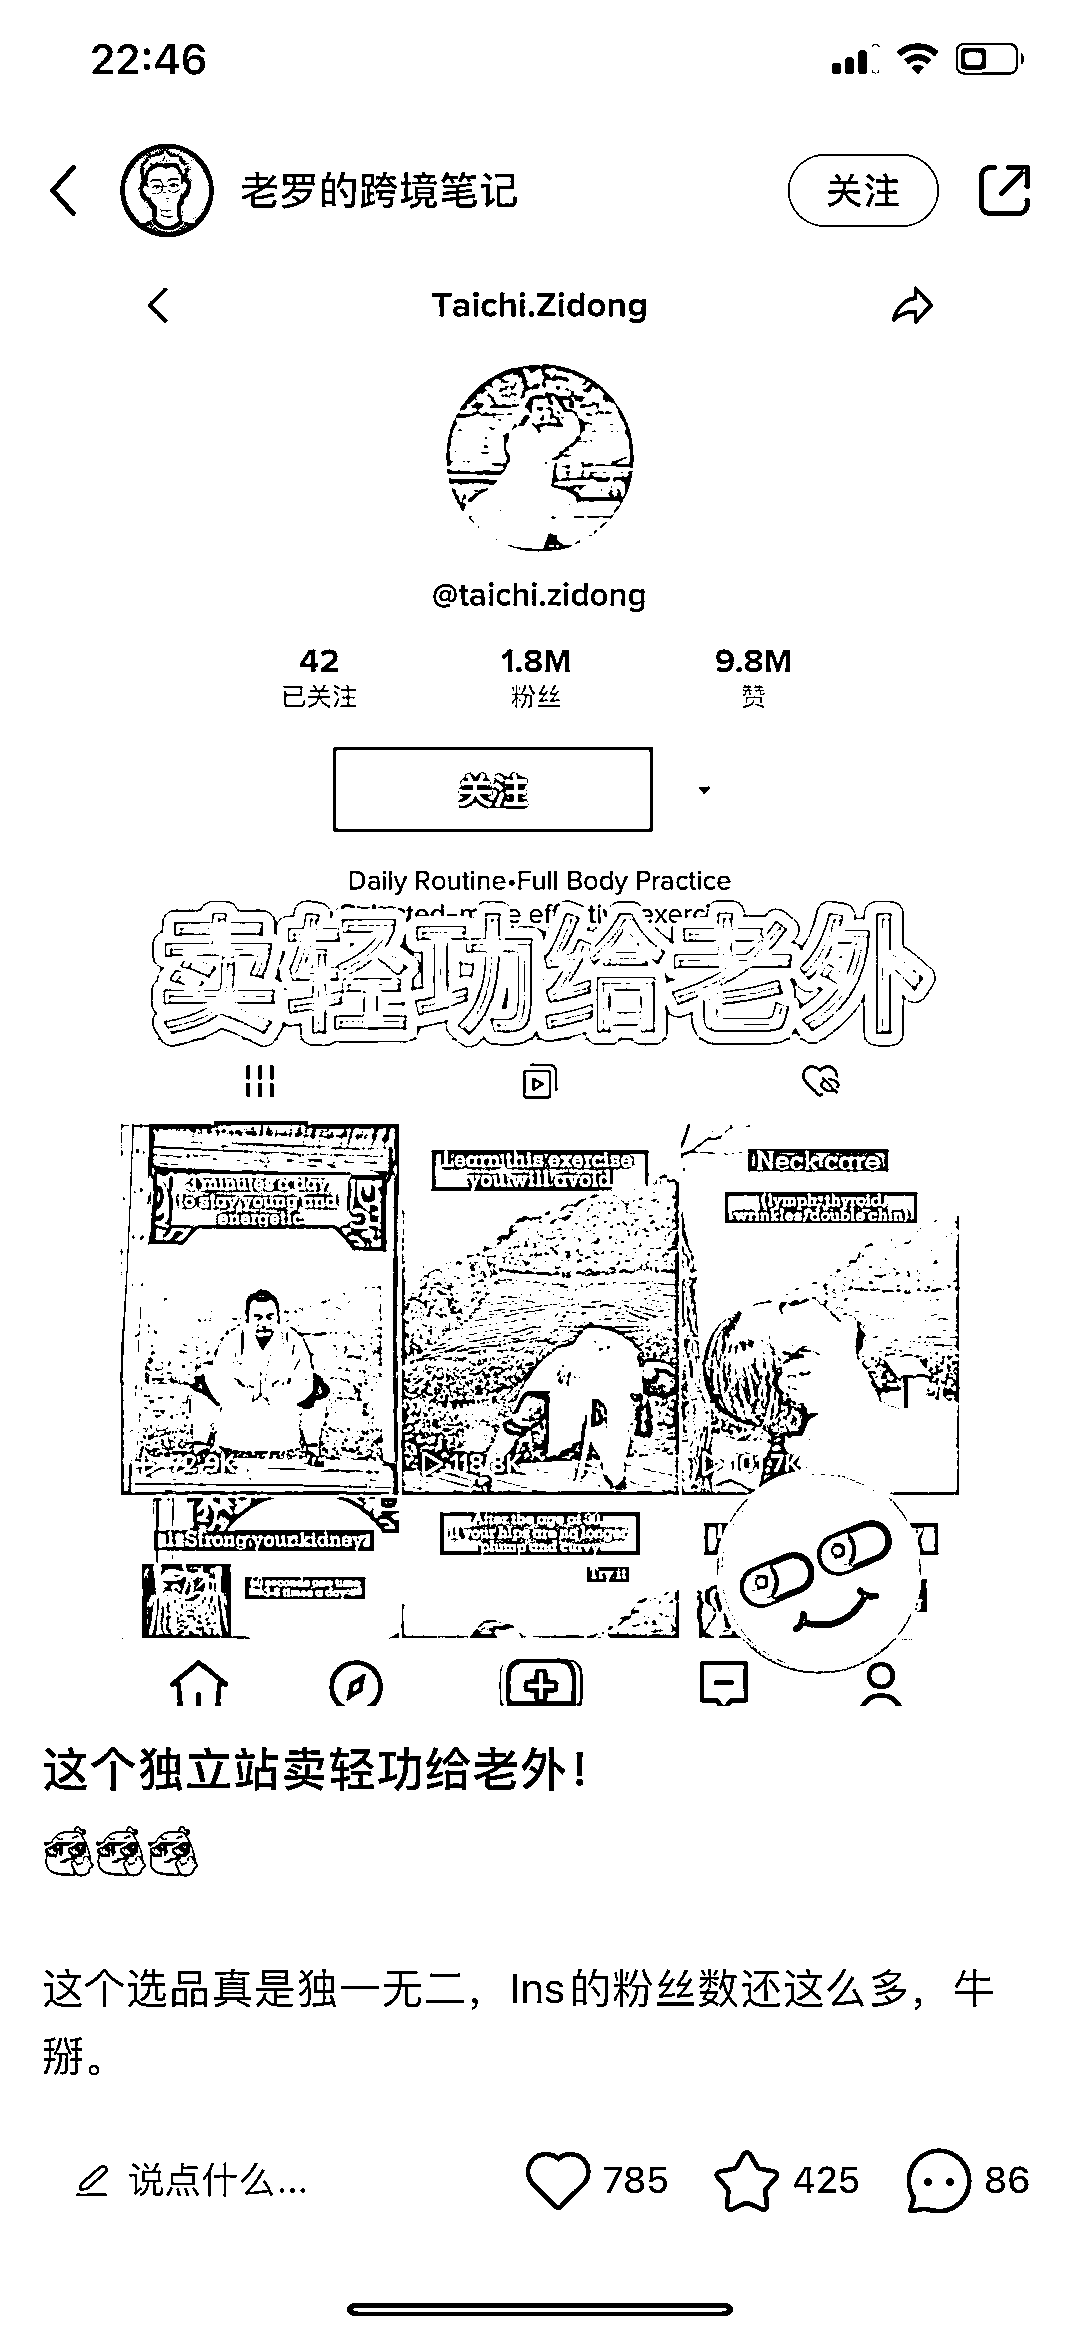 22:46
老罗的跨境笔记
关注
Taichi.Zidong
@taichi.zidong
42
1.8M
9.8M
已关注
粉丝
赞
关注
Daily Routine•Full Body Practice
卖轻功给老外
3 minutes a day
to stay young and
energetic
Learn this exercise
you will avoid
Neck care
(lymph thyroid
wrinkles/double chin)
72.9K
118.8K
101.7K
Strong your kidney
After the age of 30
if your hips are no longer
plump and curvy
Try it
这个独立站卖轻功给老外！
这个选品真是独一无二，Ins的粉丝数还这么多，牛
掰。
说点什么...
785
425
86